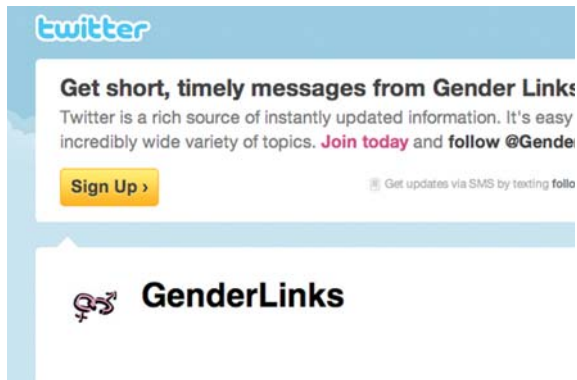 twitter
Get short, timely messages from Gender Links
Twitter is a rich source of instantly updated information. It's easy
incredibly wide variety of topics. Join today and follow @Gender
Sign Up ›
Get updates via SMS by texting follo
GenderLinks